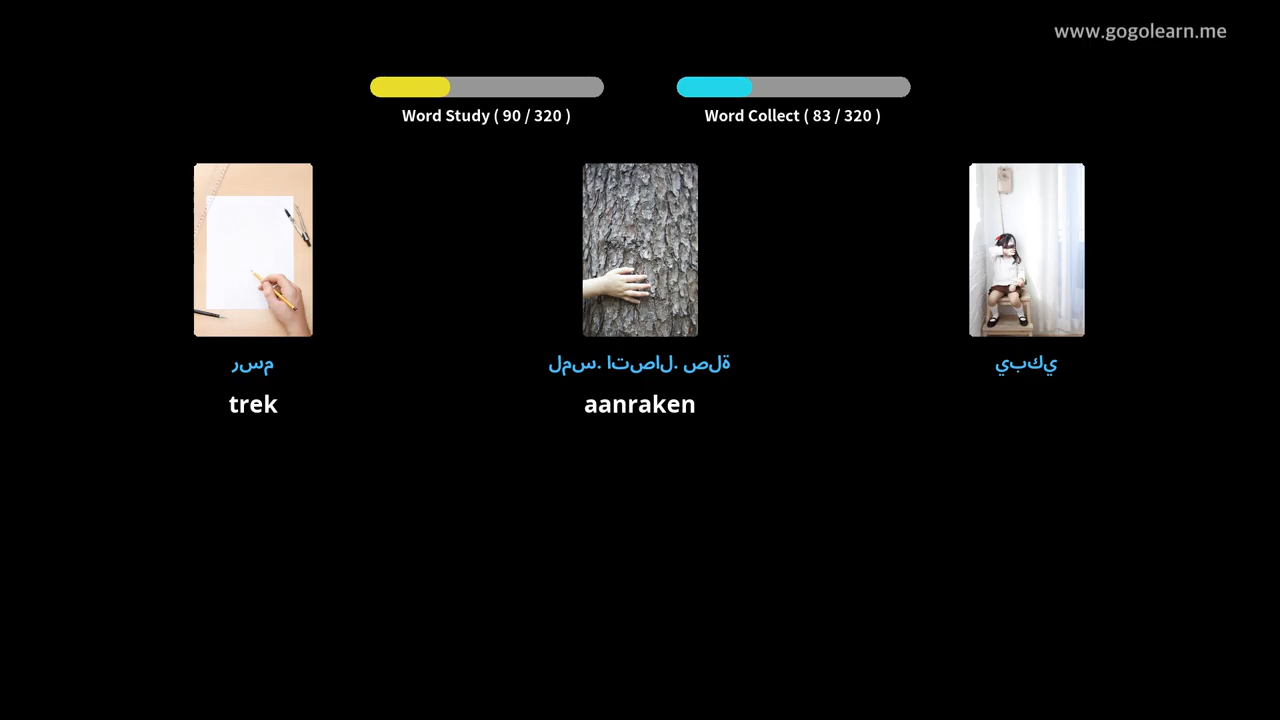 www.gogolearn.me
Word Study ( 90 / 320 )
Word Collect ( 83 / 320 )
رسم
لمس. اتصال. صلة
يبكي
trek
aanraken